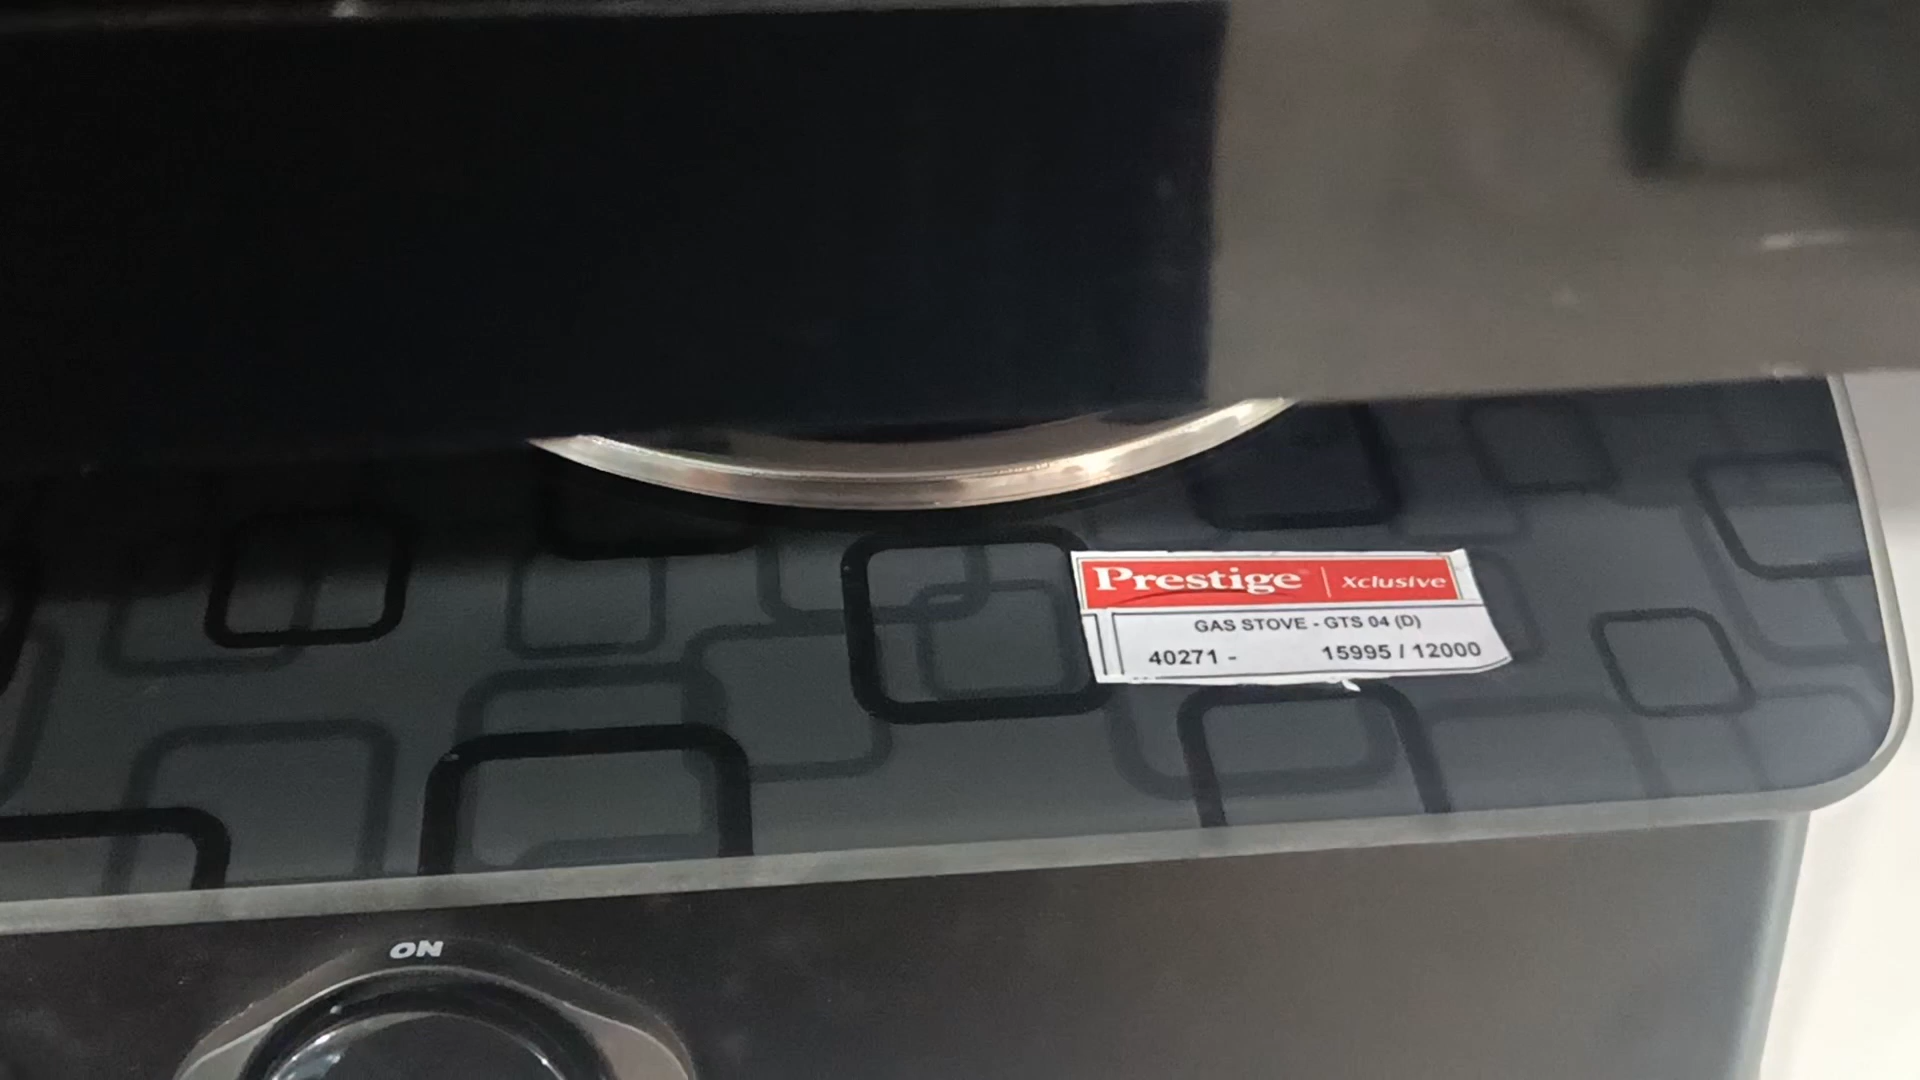 Prestige | Xclusive
GAS STOVE - GTS 04 (D)
40271 - 15995 / 12000
ON